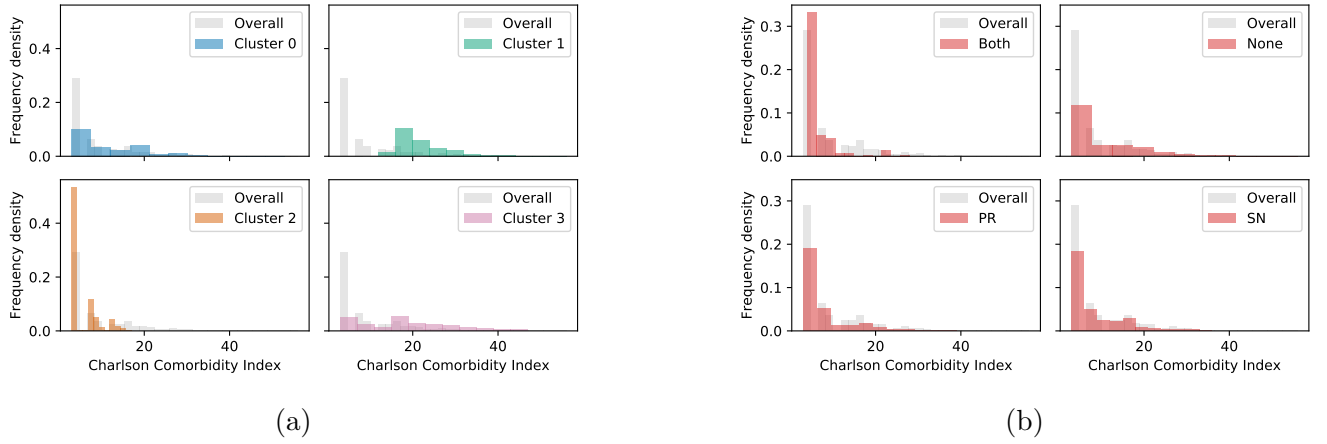 Frequency density
0.4
0.2
0.0
Overall
Cluster 0
Overall
Cluster 1
Frequency density
0.4
0.2
0.0
20
40
Charlson Comorbidity Index
Overall
Cluster 2
20
40
Charlson Comorbidity Index
Overall
Cluster 3
(a)
Frequency density
0.3
0.2
0.1
0.0
Overall
Both
Overall
None
Frequency density
0.3
0.2
0.1
0.0
20
40
Charlson Comorbidity Index
Overall
PR
20
40
Charlson Comorbidity Index
Overall
SN
(b)